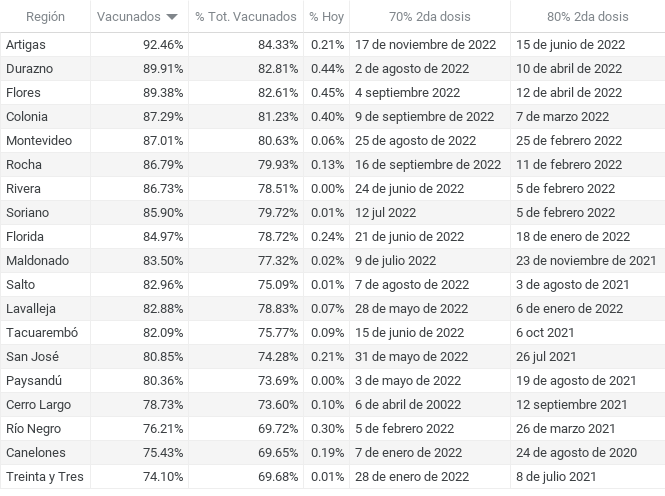 Región Vacunados % Tot. Vacunados % Hoy 70% 2da dosis 80% 2da dosis
Artigas 92.46% 84.33% 0.21% 17 de noviembre de 2022 15 de junio de 2022
Durazno 89.91% 82.81% 0.44% 2 de agosto de 2022 10 de abril de 2022
Flores 89.38% 82.61% 0.45% 4 septiembre 2022 12 de abril de 2022
Colonia 87.29% 81.23% 0.40% 9 de septiembre de 2022 7 de marzo 2022
Montevideo 87.01% 80.63% 0.06% 25 de agosto de 2022 25 de febrero 2022
Rocha 86.79% 79.93% 0.13% 16 de septiembre de 2022 11 de febrero 2022
Rivera 86.73% 78.51% 0.00% 24 de junio de 2022 5 de febrero 2022
Soriano 85.90% 79.72% 0.01% 12 jul 2022 5 de febrero 2022
Florida 84.97% 78.72% 0.24% 21 de junio de 2022 18 de enero de 2022
Maldonado 83.50% 77.32% 0.02% 9 de julio 2022 23 de noviembre de 2021
Salto 82.96% 75.09% 0.01% 7 de agosto de 2022 3 de agosto de 2021
Lavalleja 82.88% 78.83% 0.07% 28 de mayo de 2022 6 de enero de 2022
Tacuarembó 82.09% 75.77% 0.09% 15 de junio de 2022 6 oct 2021
San José 80.85% 74.28% 0.21% 31 de mayo de 2022 26 jul 2021
Paysandú 80.36% 73.69% 0.00% 3 de mayo de 2022 19 de agosto de 2021
Cerro Largo 78.73% 73.60% 0.10% 6 de abril de 20022 12 septiembre 2021
Río Negro 76.21% 69.72% 0.30% 5 de febrero 2022 26 de marzo 2021
Canelones 75.43% 69.65% 0.19% 7 de enero de 2022 24 de agosto de 2020
Treinta y Tres 74.10% 69.68% 0.01% 28 de enero de 2022 8 de julio 2021